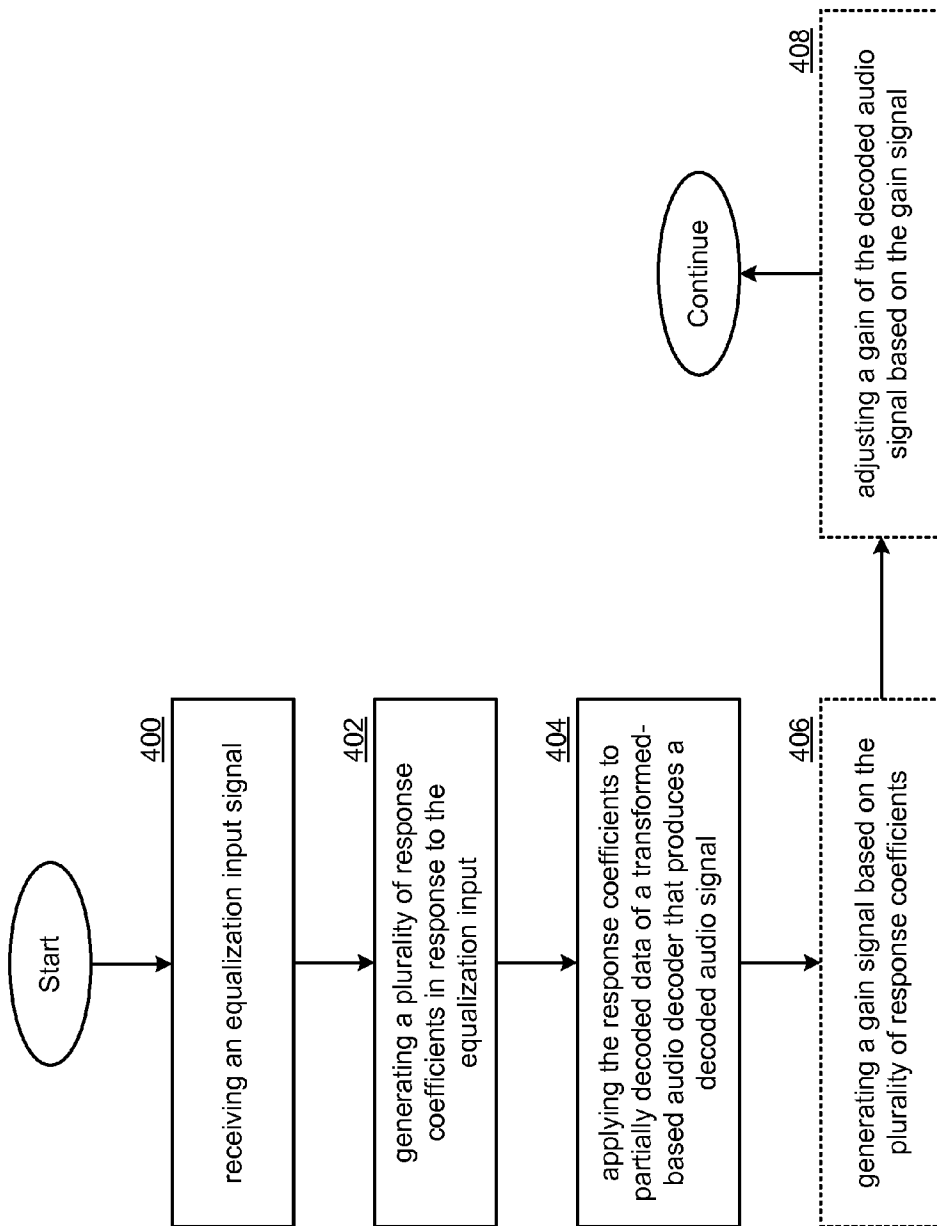 Start
400
receiving an equalization input signal
402
generating a plurality of response
coefficients in response to the
equalization input
404
applying the response coefficients to
partially decoded data of a transformed-
based audio decoder that produces a
decoded audio signal
406
generating a gain signal based on the
plurality of response coefficients
408
adjusting a gain of the decoded audio
signal based on the gain signal
Continue